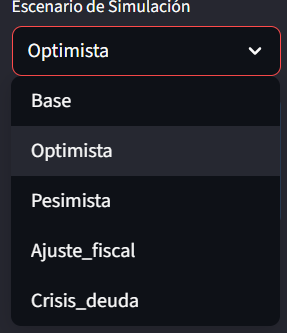 Escenario de Simulación
Optimista
Base
Optimista
Pesimista
Ajuste_fiscal
Crisis_deuda